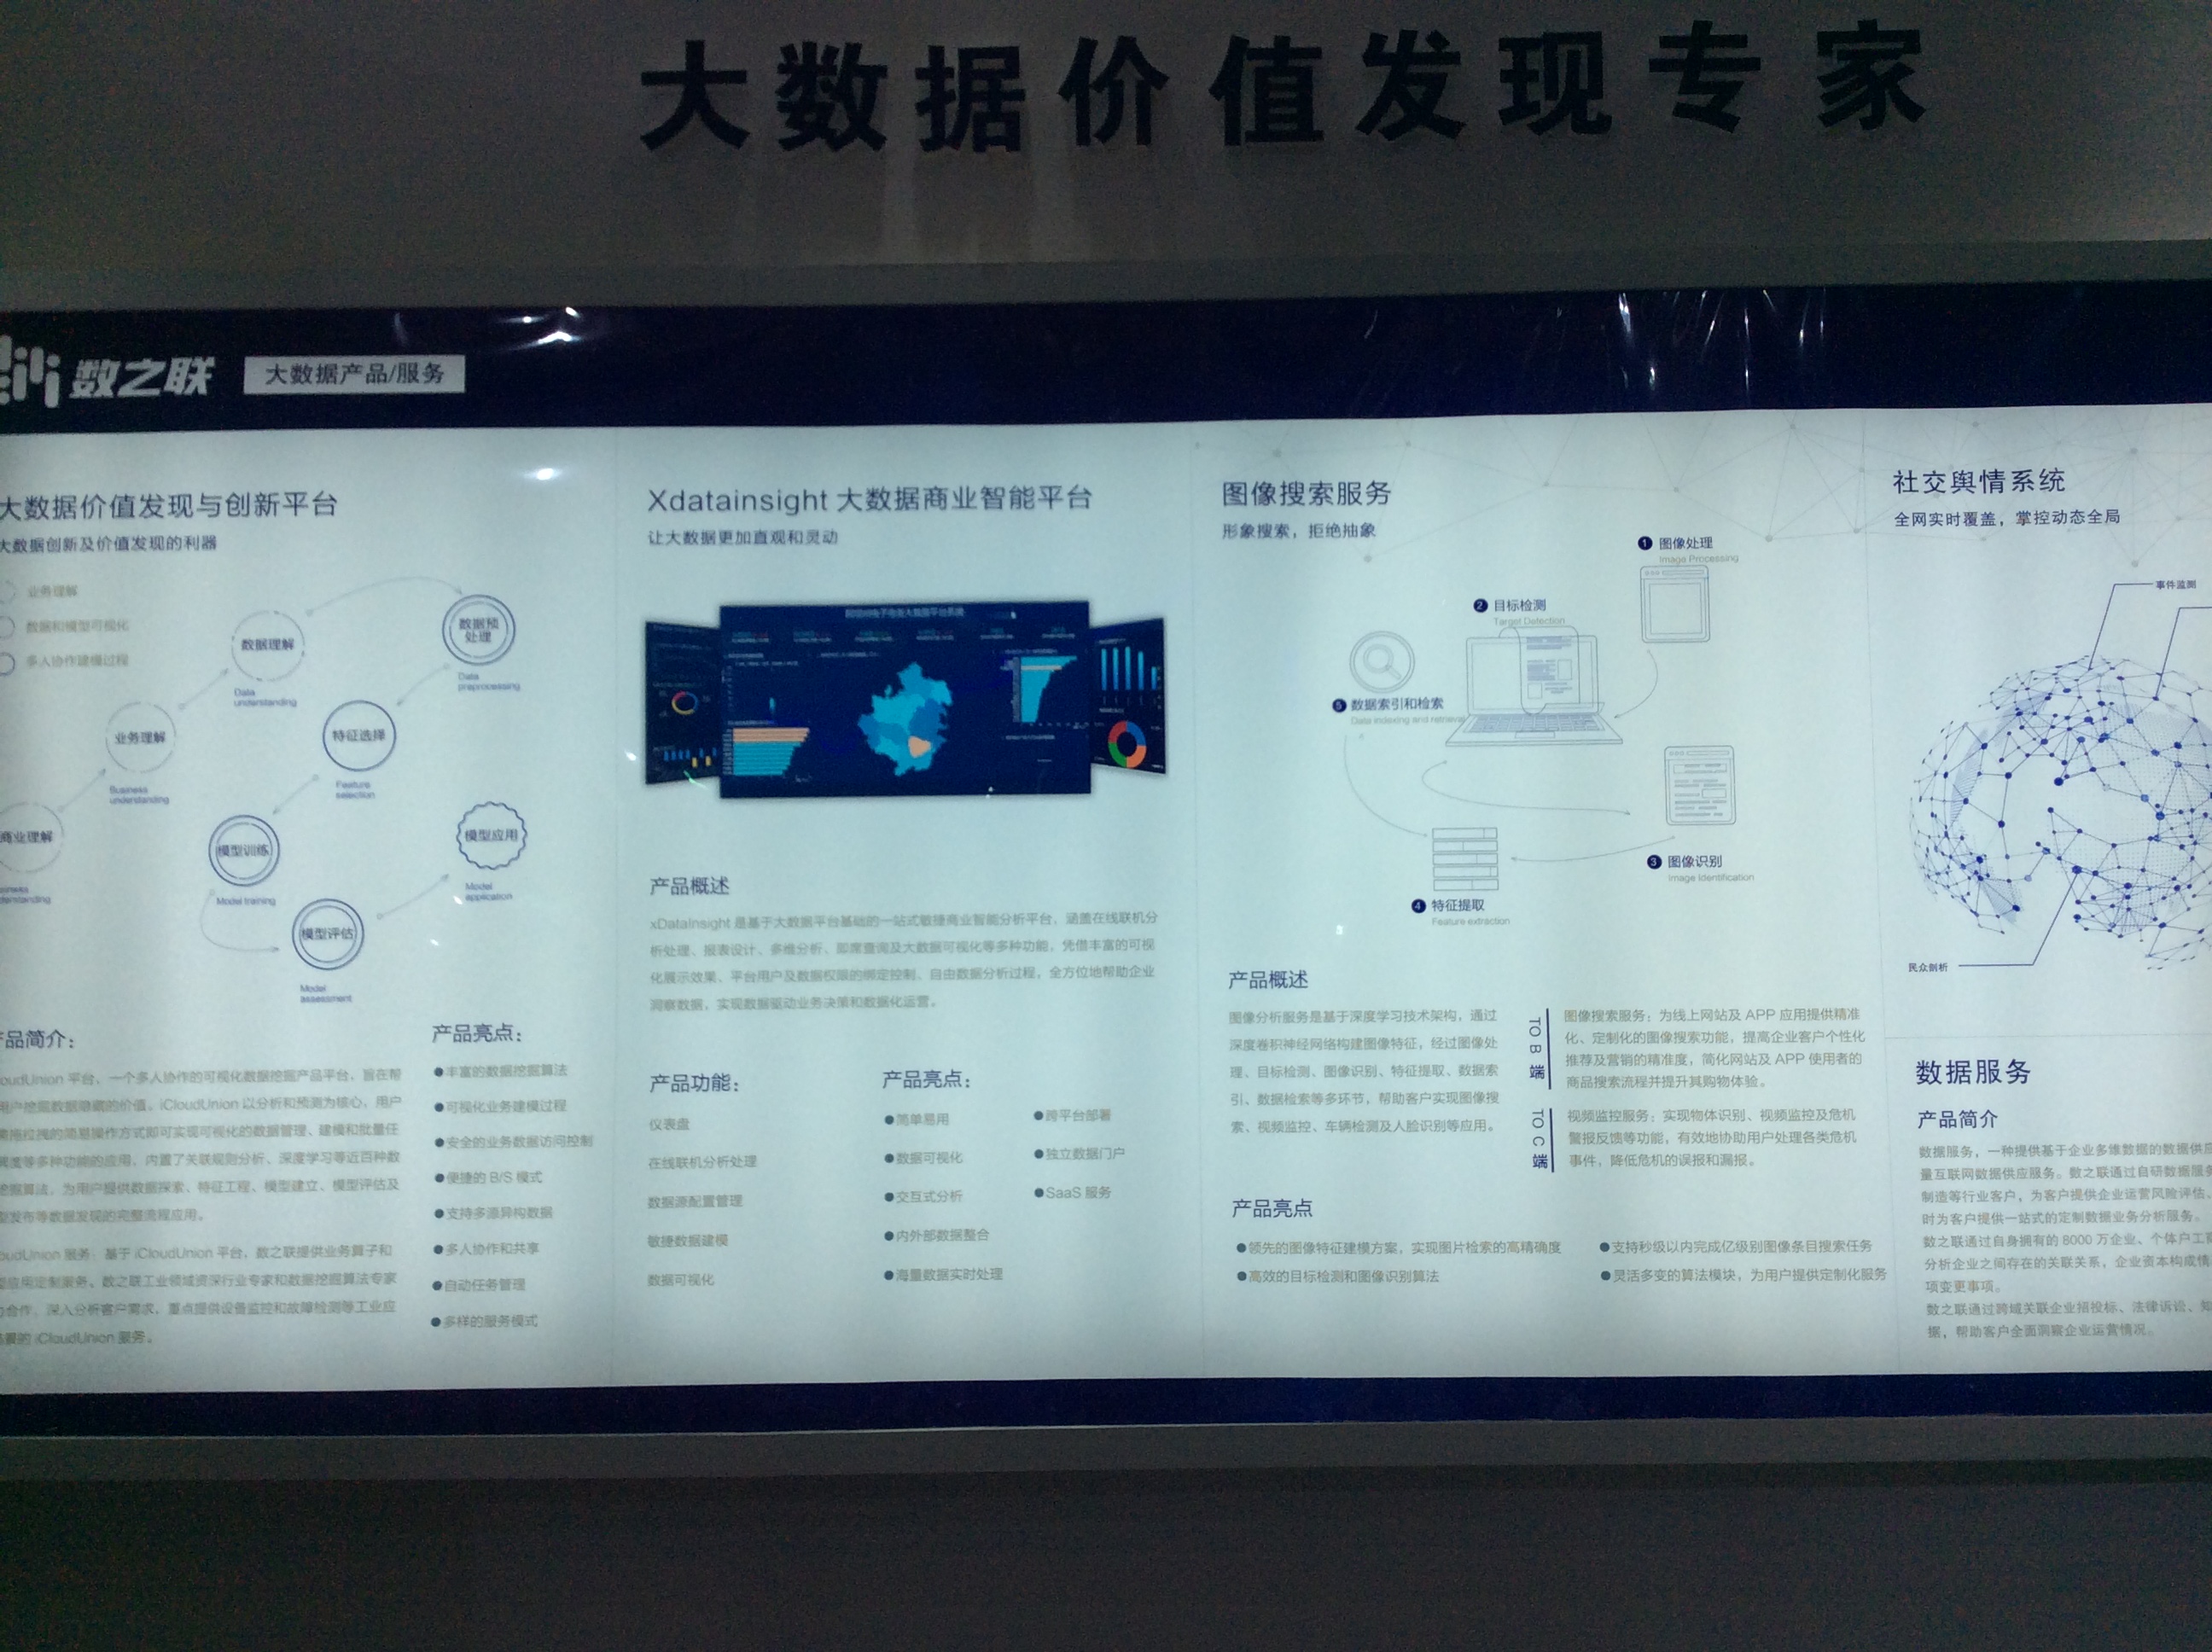 大数据价值发现专家
数之联 大数据产品/服务
大数据价值发现与创新平台
大数据创新及价值发现的利器
业务理解
数据和模型可视化
多人协作建模过程
数据理解
Data
understanding
数据预
处理
Data
preprocessing
业务理解
Business
understanding
特征选择
Feature
selection
商业理解
模型训练
Model training
模型应用
Model
application
模型评估
Model
assessment
产品简介:
oudUnion 平台、一个多人协作的可视化数据挖掘产品平台,旨在帮
用户挖掘数据隐藏的价值。iCloudUnion 以分析和预测为核心,用户
拖拉拽的简易操作方式即可实现可视化的数据管理、建模和批量任
度等多种功能的应用,内置了关联规则分析、深度学习等近百种数
挖掘算法,为用户提供数据探索、特征工程、模型建立、模型评估及
型发布等数据发现的完整流程应用。
oudUnion 服务:基于 iCloudUnion 平台,数之联提供业务算子和
应用定制服务、数之联工业领域资深行业专家和数据挖掘算法专家
合作,深入分析客户需求,重点提供设备监控和故障检测等工业应
景的 iCloudUnion 服务。
产品亮点:
●丰富的数据挖掘算法
●可视化业务建模过程
●安全的业务数据访问控制
●便捷的 B/S 模式
●支持多源异构数据
●多人协作和共享
●自动任务管理
●多样的服务模式
Xdatainsight 大数据商业智能平台
让大数据更加直观和灵动
产品概述
xDataInsight 是基于大数据平台基础的一站式敏捷商业智能分析平台,涵盖在线联机分
析处理、报表设计、多维分析、即席查询及大数据可视化等多种功能,凭借丰富的可视
化展示效果、平台用户及数据权限的绑定控制、自由数据分析过程,全方位地帮助企业
洞察数据,实现数据驱动业务决策和数据化运营。
产品功能:
仪表盘
在线联机分析处理
数据源配置管理
敏捷数据建模
数据可视化
产品亮点:
●简单易用
●数据可视化
●交互式分析
●内外部数据整合
●海量数据实时处理
●跨平台部署
●独立数据门户
●SaaS 服务
图像搜索服务
形象搜索,拒绝抽象
1 图像处理
Image Processing
2 目标检测
Target Detection
5 数据索引和检索
Data indexing and retrieval
3 图像识别
Image Identification
4 特征提取
Feature extraction
产品概述
图像分析服务是基于深度学习技术架构,通过
深度卷积神经网络构建图像特征,经过图像处
理、目标检测、图像识别、特征提取、数据索
引、数据检索等多环节,帮助客户实现图像搜
索、视频监控、车辆检测及人脸识别等应用。
TO B 端
图像搜索服务:为线上网站及 APP 应用提供精准
化、定制化的图像搜索功能,提高企业客户个性化
推荐及营销的精准度,简化网站及 APP 使用者的
商品搜索流程并提升其购物体验。
TO C 端
视频监控服务:实现物体识别、视频监控及危机
警报反馈等功能,有效地协助用户处理各类危机
事件,降低危机的误报和漏报。
产品亮点
●领先的图像特征建模方案,实现图片检索的高精确度
●高效的目标检测和图像识别算法
●支持秒级以内完成亿级别图像条目搜索任务
●灵活多变的算法模块,为用户提供定制化服务
社交舆情系统
全网实时覆盖,掌控动态全局
事件监测
民众剖析
数据服务
产品简介
数据服务,一种提供基于企业多维数据的数据供应
量互联网数据供应服务。数之联通过自研数据服务
制造等行业客户,为客户提供企业运营风险评估、
时为客户提供一站式的定制数据业务分析服务。
数之联通过自身拥有的 8000 万企业、个体户工商
分析企业之间存在的关联关系,企业资本构成情
项变更事项。
数之联通过跨域关联企业招投标、法律诉讼、知
据,帮助客户全面洞察企业运营情况。